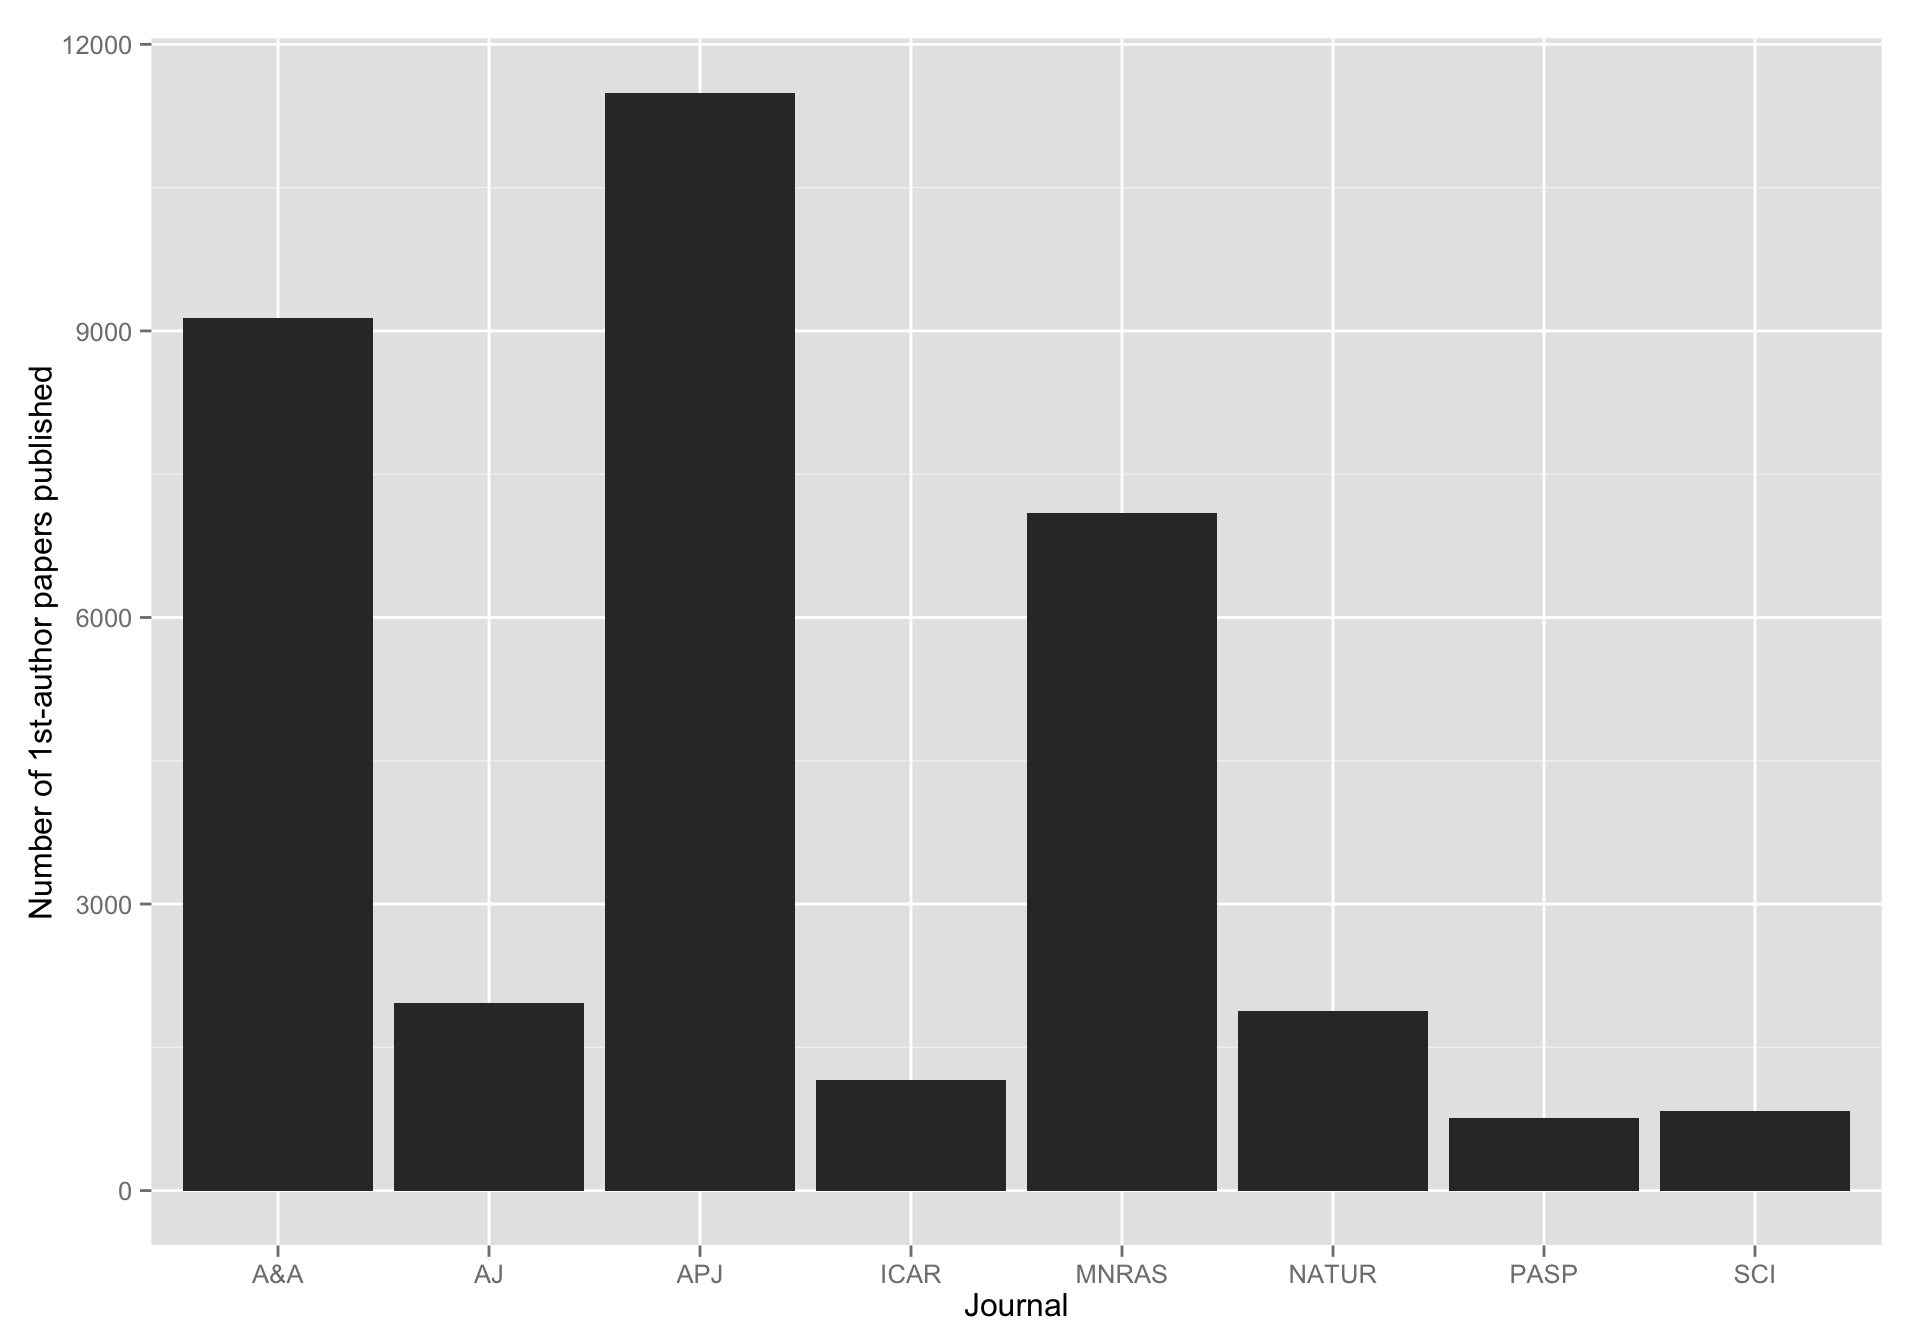 Number of 1st-author papers published
12000
9000
6000
3000
0
A&A AJ APJ ICAR MNRAS NATUR PASP SCI
Journal